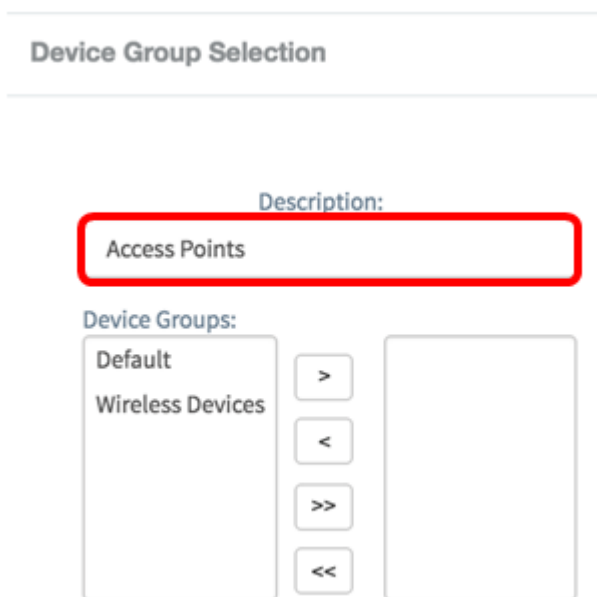 Device Group Selection
Description:
Access Points
Device Groups:
Default
Wireless Devices
>
<
>>
<<